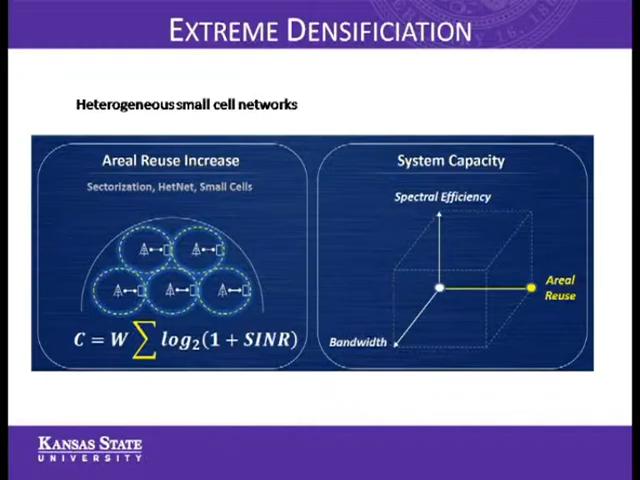 EXTREME DENSIFICIATION
Heterogeneous small cell networks
Areal Reuse Increase
Sectorization, HetNet, Small Cells
C = W ∑ log₂(1 + SINR)
System Capacity
Spectral Efficiency
Areal
Reuse
Bandwidth
KANSAS STATE
UNIVERSITY